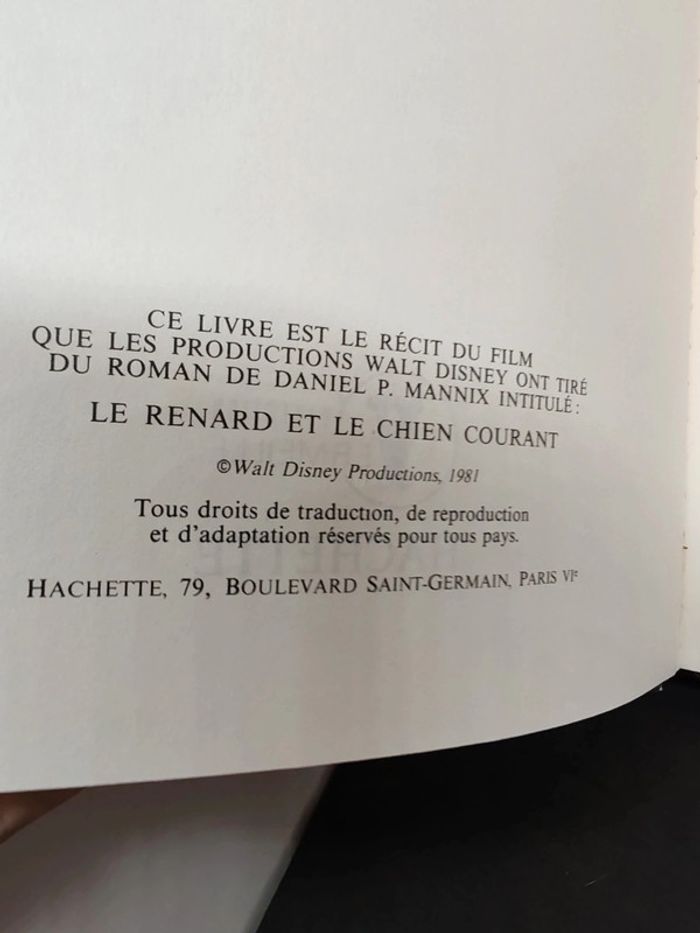 CE LIVRE EST LE RÉCIT DU FILM
QUE LES PRODUCTIONS WALT DISNEY ONT TIRÉ
DU ROMAN DE DANIEL P. MANNIX INTITULÉ :
LE RENARD ET LE CHIEN COURANT
©Walt Disney Productions, 1981
Tous droits de traduction, de reproduction
et d'adaptation réservés pour tous pays.
HACHETTE, 79, BOULEVARD SAINT-GERMAIN, PARIS VIe